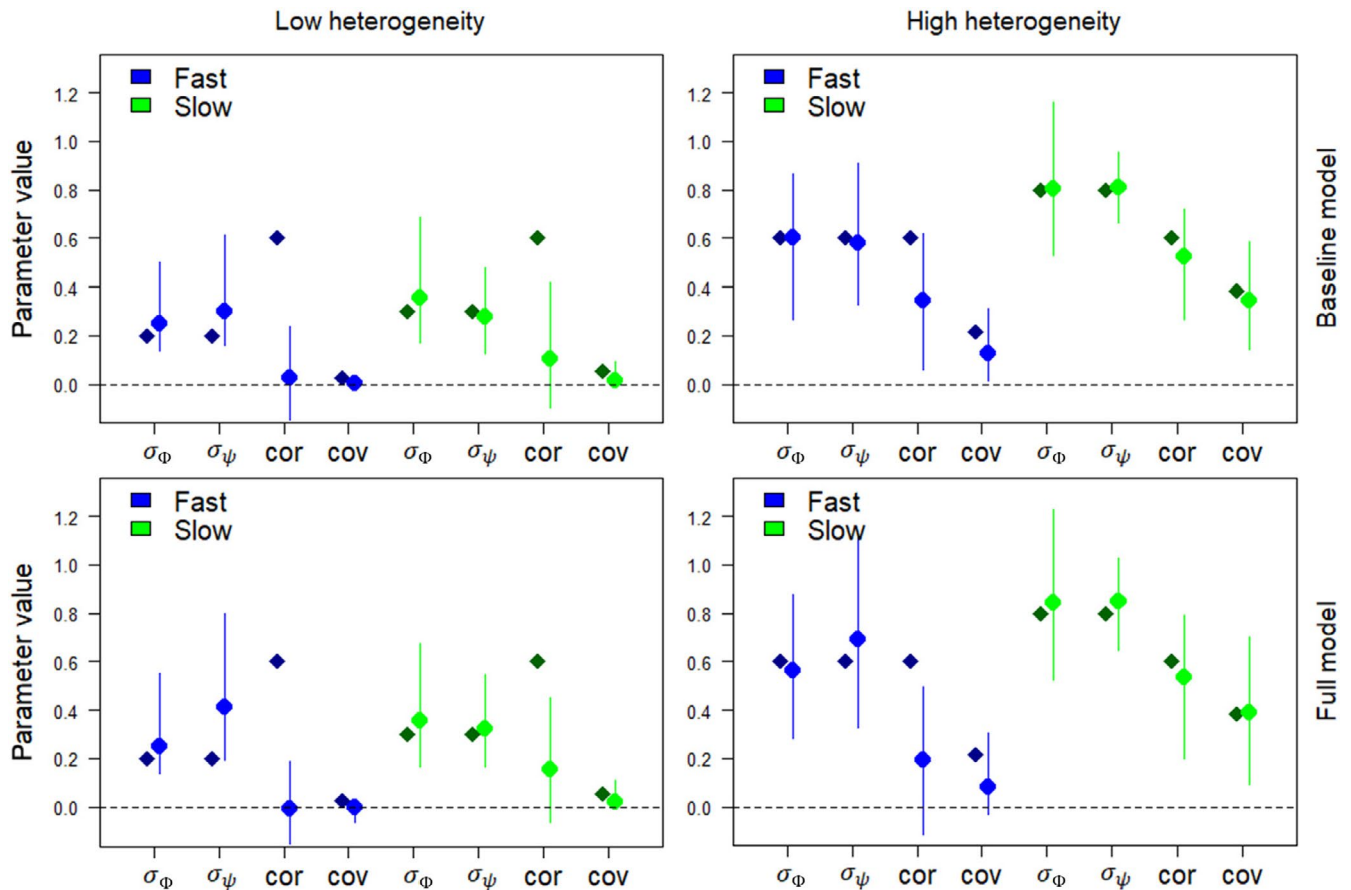 Low heterogeneity
High heterogeneity
Fast
Slow
1.2
1.0
0.8
0.6
0.4
0.2
0.0
Parameter value
σΦ σψ cor cov σΦ σψ cor cov
Fast
Slow
1.2
1.0
0.8
0.6
0.4
0.2
0.0
Baseline model
σΦ σψ cor cov σΦ σψ cor cov
Fast
Slow
1.2
1.0
0.8
0.6
0.4
0.2
0.0
Parameter value
σΦ σψ cor cov σΦ σψ cor cov
Fast
Slow
1.2
1.0
0.8
0.6
0.4
0.2
0.0
Full model
σΦ σψ cor cov σΦ σψ cor cov